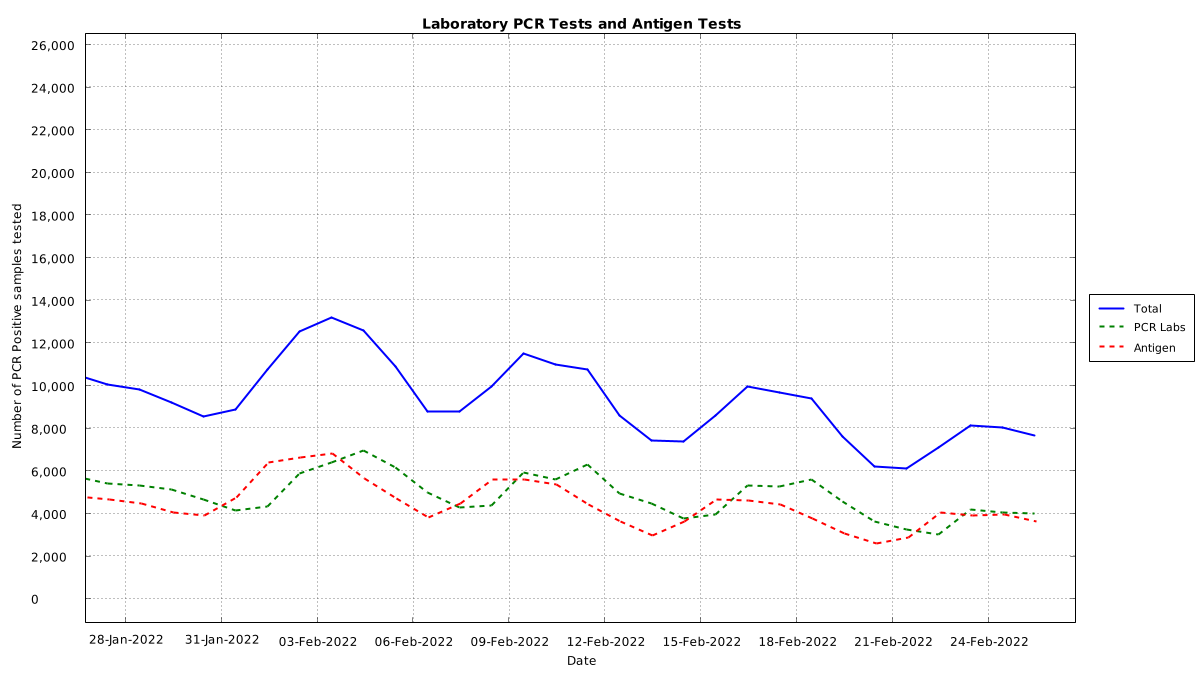 Laboratory PCR Tests and Antigen Tests
26,000
24,000
22,000
20,000
18,000
16,000
14,000
12,000
10,000
8,000
6,000
4,000
2,000
0
Number of PCR Positive samples tested
28-Jan-2022
31-Jan-2022
03-Feb-2022
06-Feb-2022
09-Feb-2022
12-Feb-2022
15-Feb-2022
18-Feb-2022
21-Feb-2022
24-Feb-2022
Date
Total
PCR Labs
Antigen